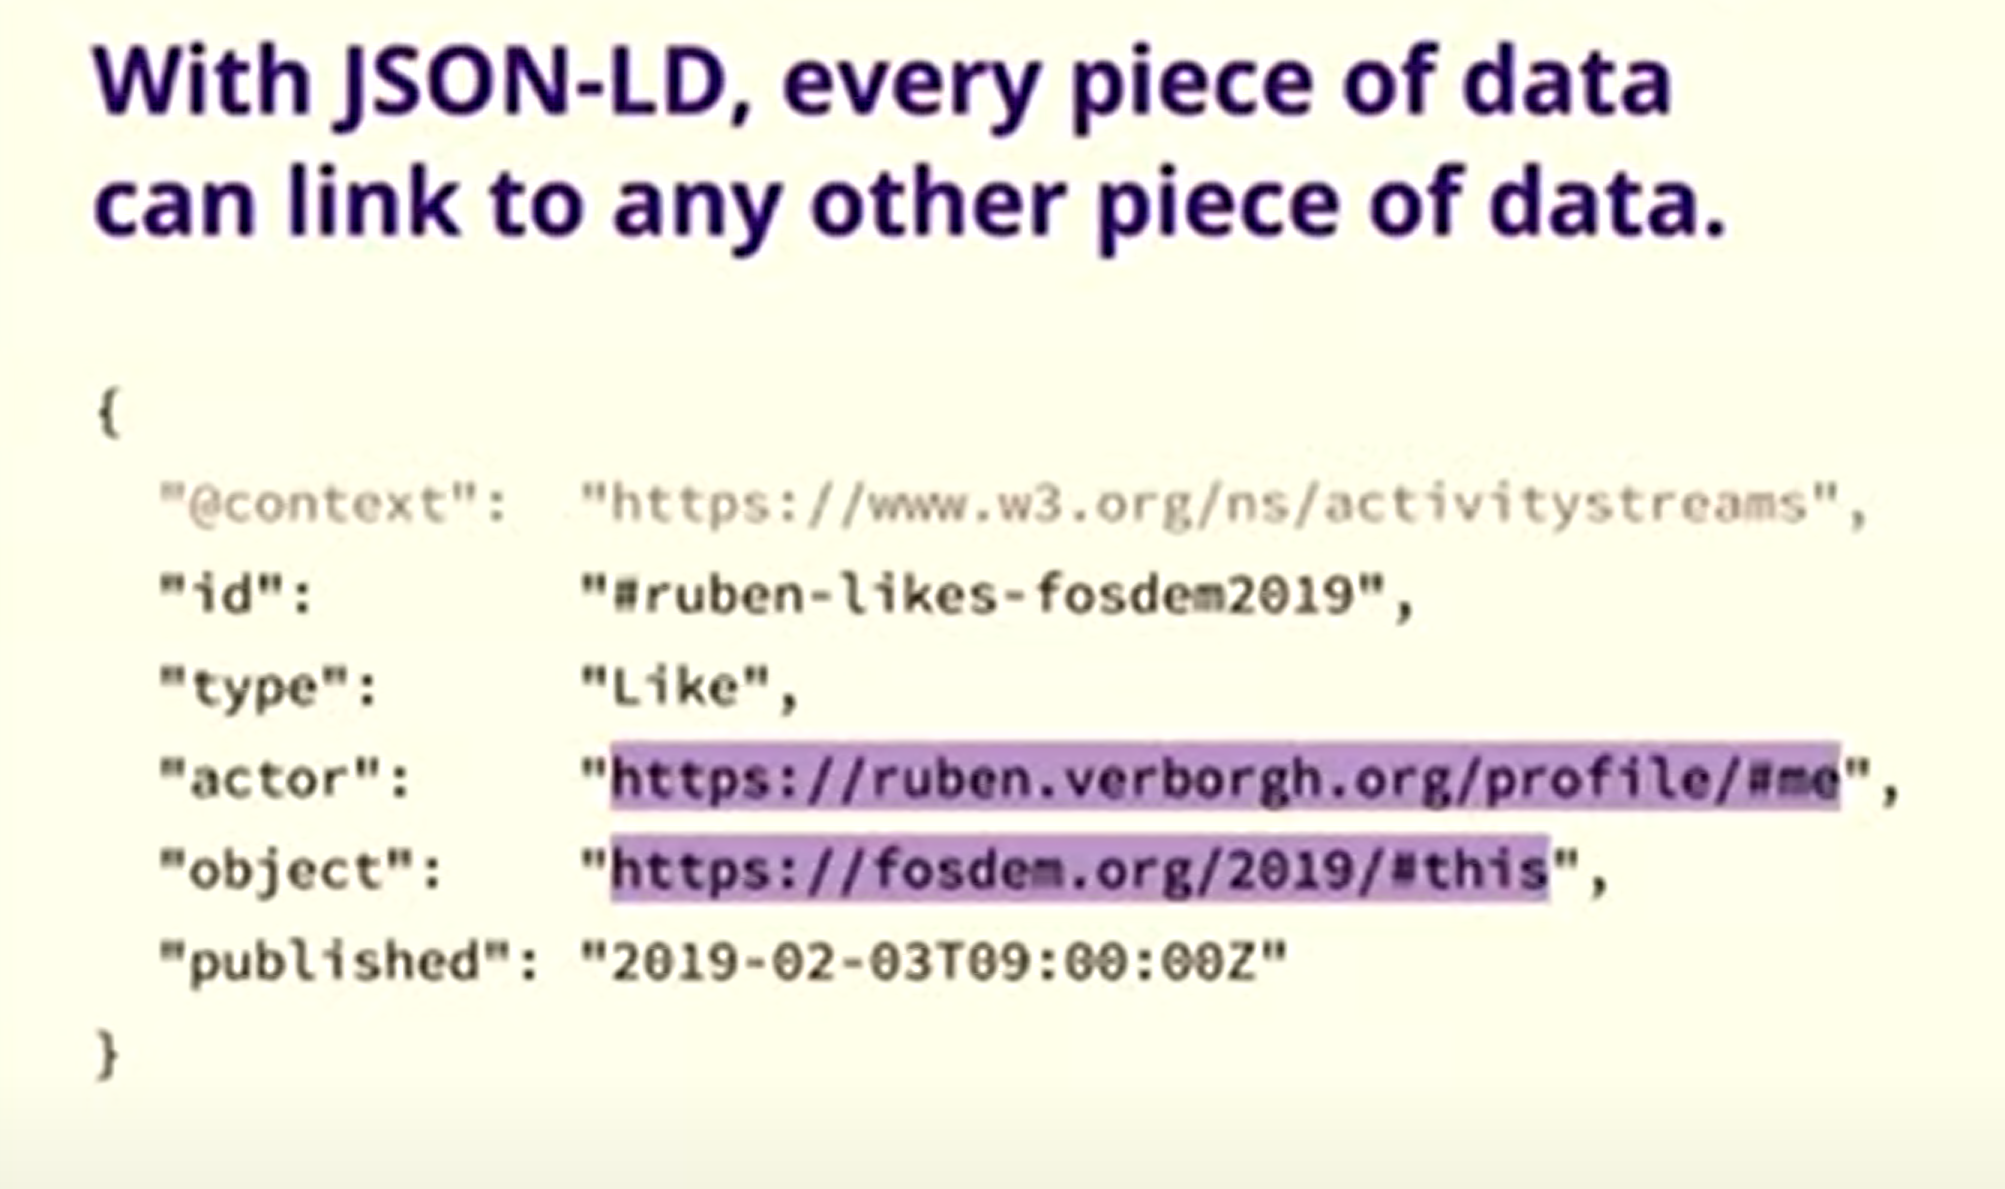 With JSON-LD, every piece of data
can link to any other piece of data.
{
"@context": "https://www.w3.org/ns/activitystreams",
"id": "#ruben-likes-fosdem2019",
"type": "Like",
"actor": "https://ruben.verborgh.org/profile/#me",
"object": "https://fosdem.org/2019/#this",
"published": "2019-02-03T09:00:00Z"
}